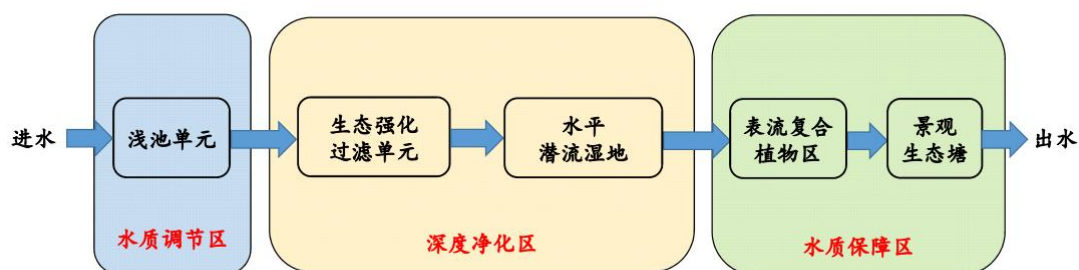 进水
浅池单元
水质调节区
生态强化
过滤单元
水平
潜流湿地
深度净化区
表流复合
植物区
景观
生态塘
水质保障区
出水